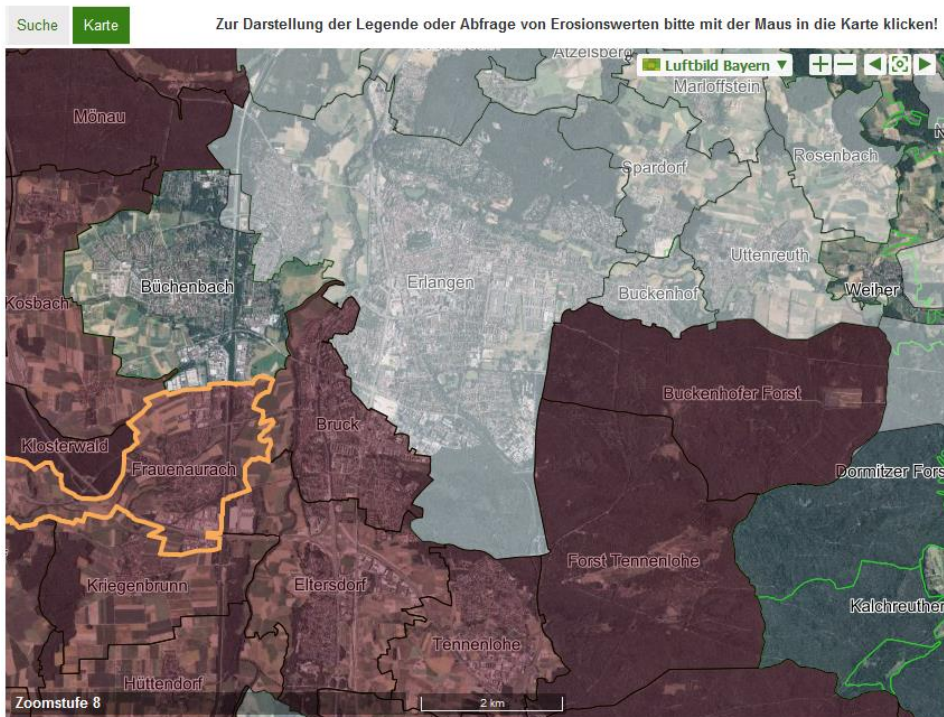 Suche
Karte
Zur Darstellung der Legende oder Abfrage von Erosionswerten bitte mit der Maus in die Karte klicken!
Atzelsberg
Luftbild Bayern ▼
Marloffstein
Mönau
Spardorf
Rosenbach
Büchenbach
Erlangen
Uttenreuth
Kosbach
Buckenhof
Weiher
Buckenhofer Forst
Klosterwald
Bruck
Frauenaurach
Dormitzer Fors
Kriegenbrunn
Eltersdorf
Forst Tennenlohe
Kalchreuther
Tennenlohe
Hüttendorf
Zoomstufe 8
2 km